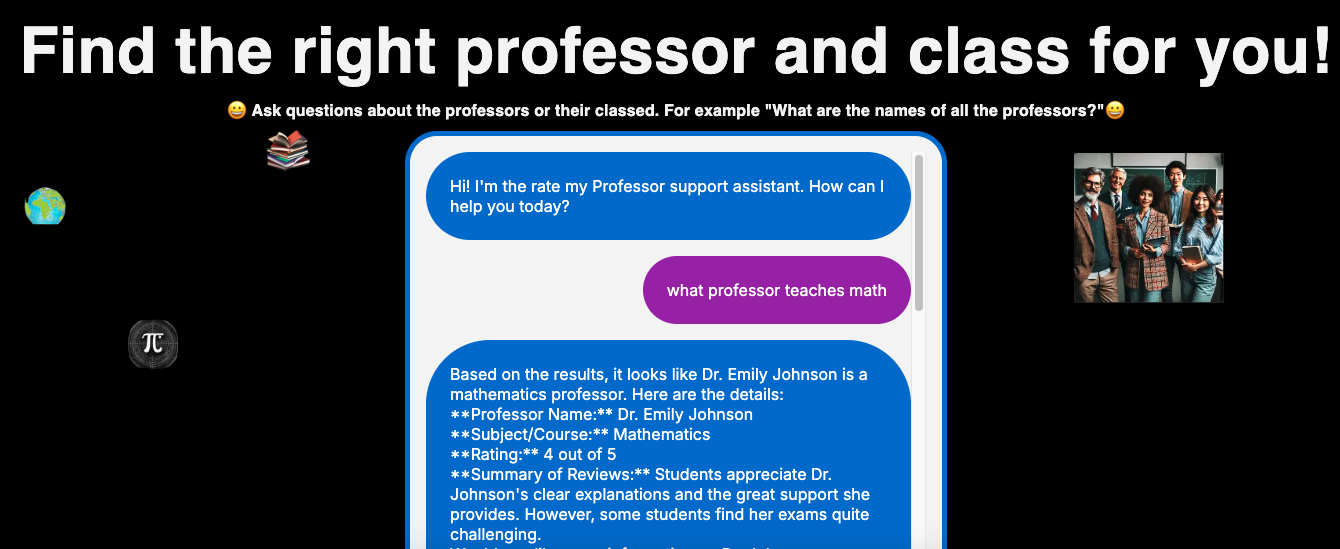 Find the right professor and class for you!
😀 Ask questions about the professors or their classed. For example "What are the names of all the professors?"😀
Hi! I'm the rate my Professor support assistant. How can I
help you today?
what professor teaches math
π
Based on the results, it looks like Dr. Emily Johnson is a
mathematics professor. Here are the details:
**Professor Name:** Dr. Emily Johnson
**Subject/Course:** Mathematics
**Rating:** 4 out of 5
**Summary of Reviews:** Students appreciate Dr.
Johnson's clear explanations and the great support she
provides. However, some students find her exams quite
challenging.